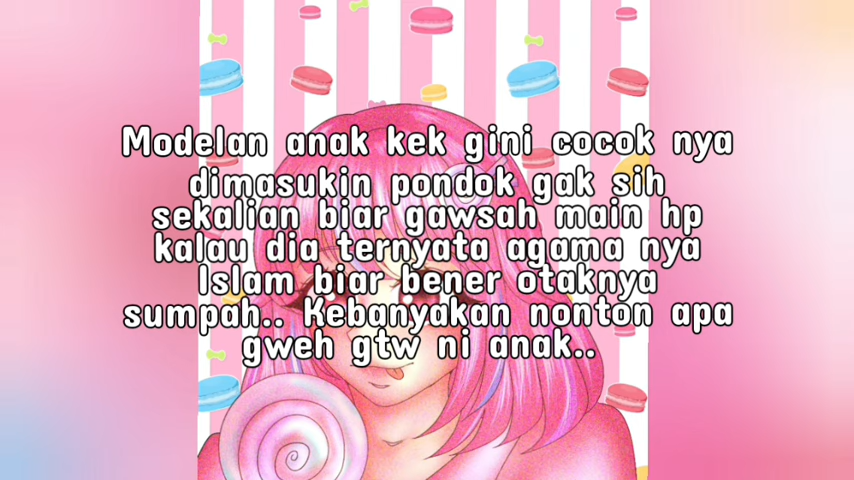 Modelan anak kek gini cocok nya
dimasukin pondok gak sih
sekalian biar gawsah main hp
kalau dia ternyata agama nya
Islam biar bener otaknya
sumpah.. Kebanyakan nonton apa
gweh gtw ni anak..